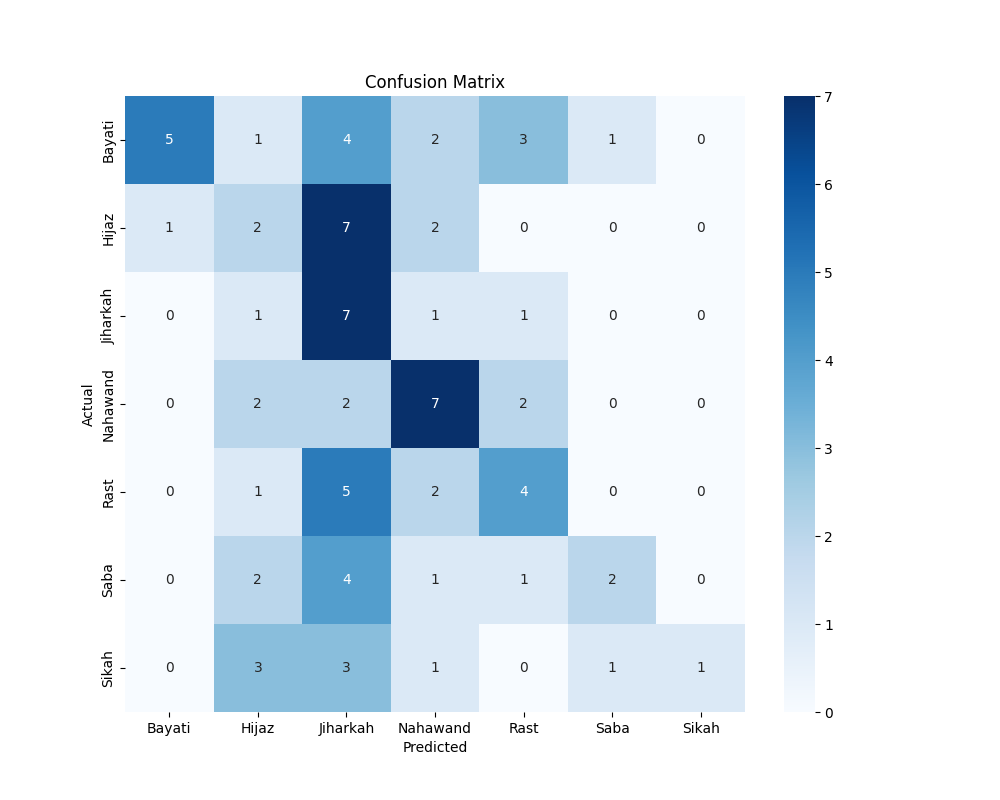 Confusion Matrix
Actual
Bayati 5 1 4 2 3 1 0
Hijaz 1 2 7 2 0 0 0
Jiharkah 0 1 7 1 1 0 0
Nahawand 0 2 2 7 2 0 0
Rast 0 1 5 2 4 0 0
Saba 0 2 4 1 1 2 0
Sikah 0 3 3 1 0 1 1
Bayati Hijaz Jiharkah Nahawand Rast Saba Sikah
Predicted
7
6
5
4
3
2
1
0